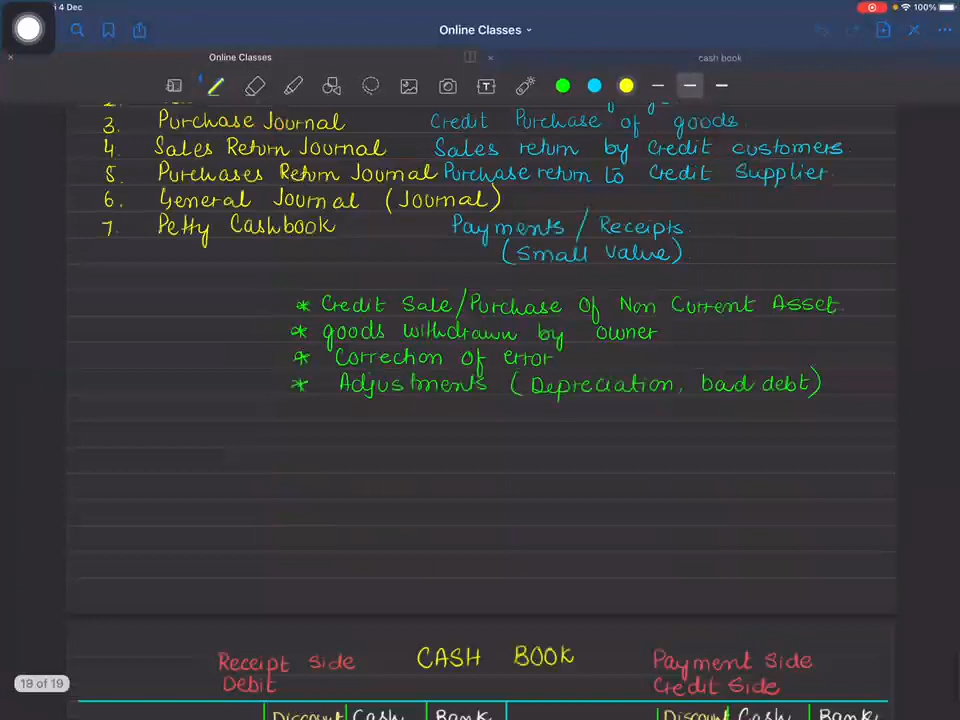 4 Dec
100%
Online Classes
Online Classes
cash book
3. Purchase Journal Credit Purchase of goods
4. Sales Return Journal Sales return by credit customers
5. Purchases Return Journal Purchase return to Credit Supplier
6. General Journal (Journal)
7. Petty Cashbook Payments / Receipts
(small value)
* Credit Sale/Purchase Of Non Current Asset
* goods withdrawn by owner
* Correction of error
* Adjustments (Depreciation, bad debt)
19 of 19
Receipt Side CASH BOOK Payment Side
Debit Credit Side
Discount Cash Bank Discount Cash Bank